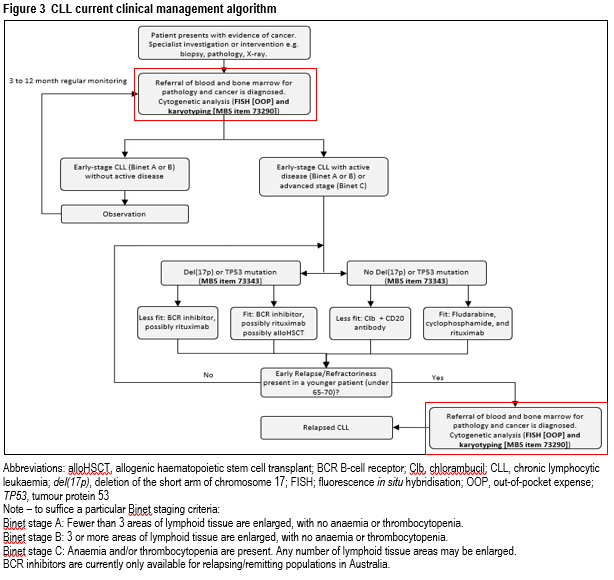 Figure 3 CLL current clinical management algorithm
Patient presents with evidence of cancer.
Specialist investigation or intervention e.g.
biopsy, pathology, X-ray.
3 to 12 month regular monitoring
Referral of blood and bone marrow for
pathology and cancer is diagnosed.
Cytogenetic analysis (FISH [OOP] and
karyotyping [MBS item 73290])
Early-stage CLL (Binet A or B)
without active disease
Early-stage CLL with active
disease (Binet A or B) or
advanced stage (Binet C)
Observation
Del(17p) or TP53 mutation
(MBS item 73343)
No Del(17p) or TP53 mutation
(MBS item 73343)
Less fit: BCR inhibitor,
possibly rituximab
Fit: BCR inhibitor,
possibly rituximab
possibly alloHSCT
Less fit: Clb + CD20
antibody
Fit: Fludarabine,
cyclophosphamide, and
rituximab
No
Early Relapse/Refractoriness
present in a younger patient (under
65-70)?
Yes
Relapsed CLL
Referral of blood and bone marrow for
pathology and cancer is diagnosed.
Cytogenetic analysis (FISH [OOP] and
karyotyping [MBS item 73290])
Abbreviations: alloHSCT, allogenic haematopoietic stem cell transplant; BCR B-cell receptor; Clb, chlorambucil; CLL, chronic lymphocytic
leukaemia; del(17p), deletion of the short arm of chromosome 17; FISH; fluorescence in situ hybridisation; OOP, out-of-pocket expense;
TP53, tumour protein 53
Note – to suffice a particular Binet staging criteria:
Binet stage A: Fewer than 3 areas of lymphoid tissue are enlarged, with no anaemia or thrombocytopenia.
Binet stage B: 3 or more areas of lymphoid tissue are enlarged, with no anaemia or thrombocytopenia.
Binet stage C: Anaemia and/or thrombocytopenia are present. Any number of lymphoid tissue areas may be enlarged.
BCR inhibitors are currently only available for relapsing/remitting populations in Australia.